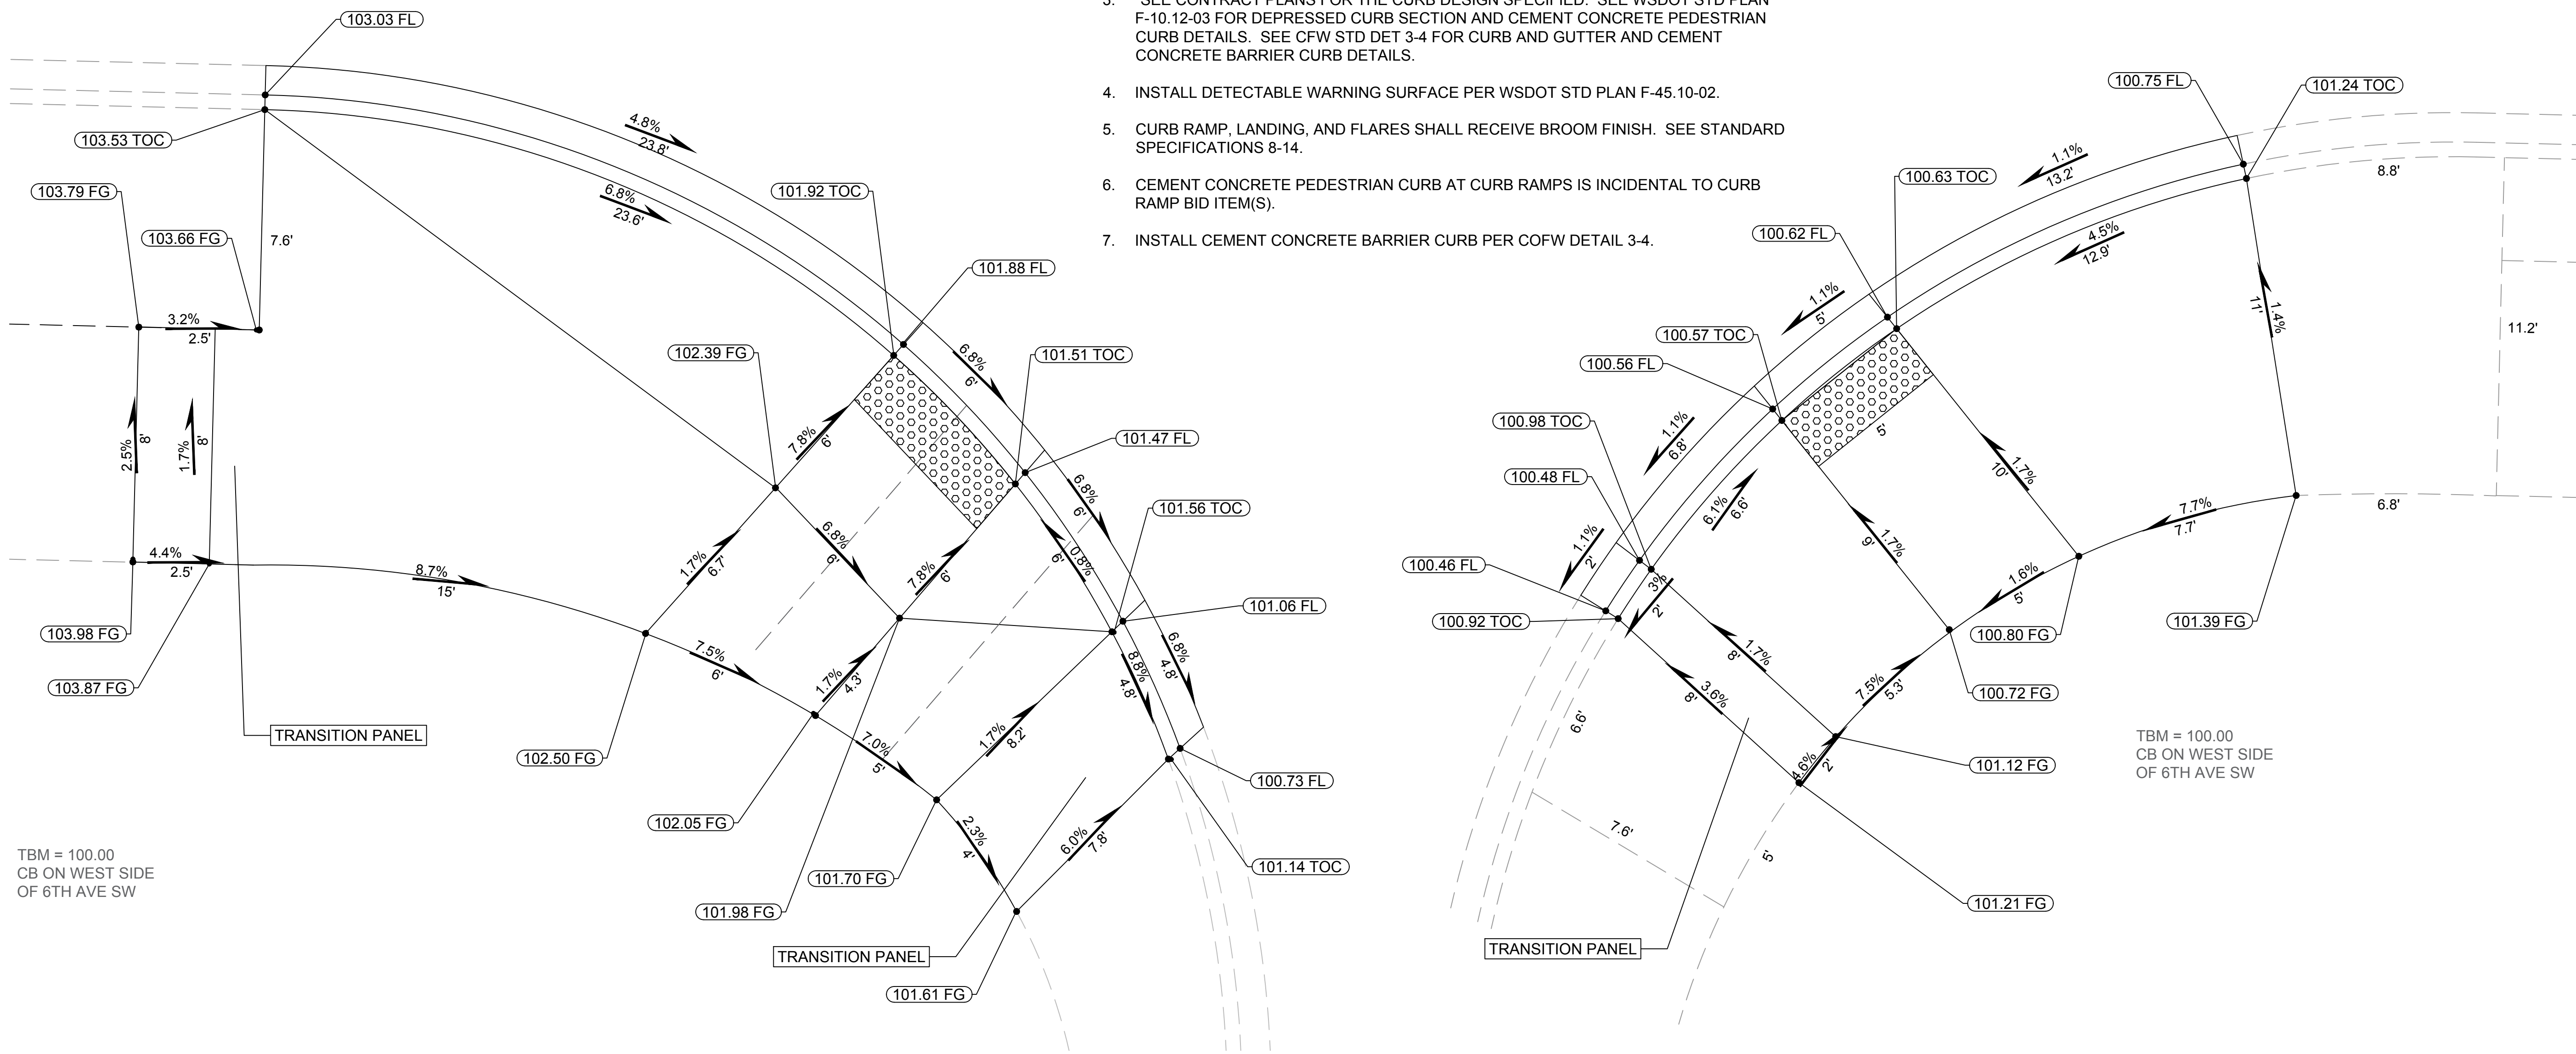 3. SEE CONTRACT PLANS FOR THE CURB DESIGN SPECIFIED. SEE WSDOT STD PLAN
F-10.12-03 FOR DEPRESSED CURB SECTION AND CEMENT CONCRETE PEDESTRIAN
CURB DETAILS. SEE CFW STD DET 3-4 FOR CURB AND GUTTER AND CEMENT
CONCRETE BARRIER CURB DETAILS.
4. INSTALL DETECTABLE WARNING SURFACE PER WSDOT STD PLAN F-45.10-02.
5. CURB RAMP, LANDING, AND FLARES SHALL RECEIVE BROOM FINISH. SEE STANDARD
SPECIFICATIONS 8-14.
6. CEMENT CONCRETE PEDESTRIAN CURB AT CURB RAMPS IS INCIDENTAL TO CURB
RAMP BID ITEM(S).
7. INSTALL CEMENT CONCRETE BARRIER CURB PER COFW DETAIL 3-4.
103.03 FL
103.53 TOC
103.79 FG
103.66 FG
7.6'
4.8%
23.8'
6.8%
23.6'
101.92 TOC
101.88 FL
3.2%
2.5'
2.5%
8'
1.7%
8'
4.4%
2.5'
8.7%
15'
103.98 FG
103.87 FG
TRANSITION PANEL
102.39 FG
7.8%
6'
6.8%
6'
101.51 TOC
101.47 FL
6.8%
6'
101.56 TOC
1.7%
6.7'
6.8%
6'
7.8%
6'
0.8%
6'
101.06 FL
7.5%
6'
1.7%
4.3'
8.8%
4.8'
6.8%
4.8'
102.50 FG
7.0%
5'
1.7%
8.2'
100.73 FL
102.05 FG
2.3%
4'
6.0%
7.8'
101.14 TOC
101.70 FG
101.98 FG
TRANSITION PANEL
101.61 FG
TBM = 100.00
CB ON WEST SIDE
OF 6TH AVE SW
100.75 FL
101.24 TOC
1.1%
13.2'
8.8'
100.63 TOC
100.62 FL
4.5%
12.9'
1.1%
5'
1.4%
11'
11.2'
100.57 TOC
100.56 FL
5'
100.98 TOC
1.1%
6.8'
1.7%
10'
100.48 FL
6.1%
6.6'
1.7%
9'
7.7%
7.7'
6.8'
1.1%
2'
100.46 FL
3%
2'
1.6%
5'
100.92 TOC
100.80 FG
101.39 FG
1.7%
8'
3.6%
8'
7.5%
5.3'
100.72 FG
6.6'
4.6%
2'
101.12 FG
7.6'
5'
101.21 FG
TRANSITION PANEL
TBM = 100.00
CB ON WEST SIDE
OF 6TH AVE SW